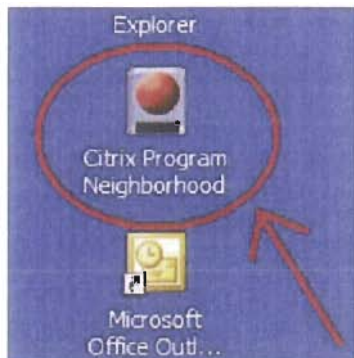 Explorer
Citrix Program
Neighborhood
Microsoft
Office Outl...